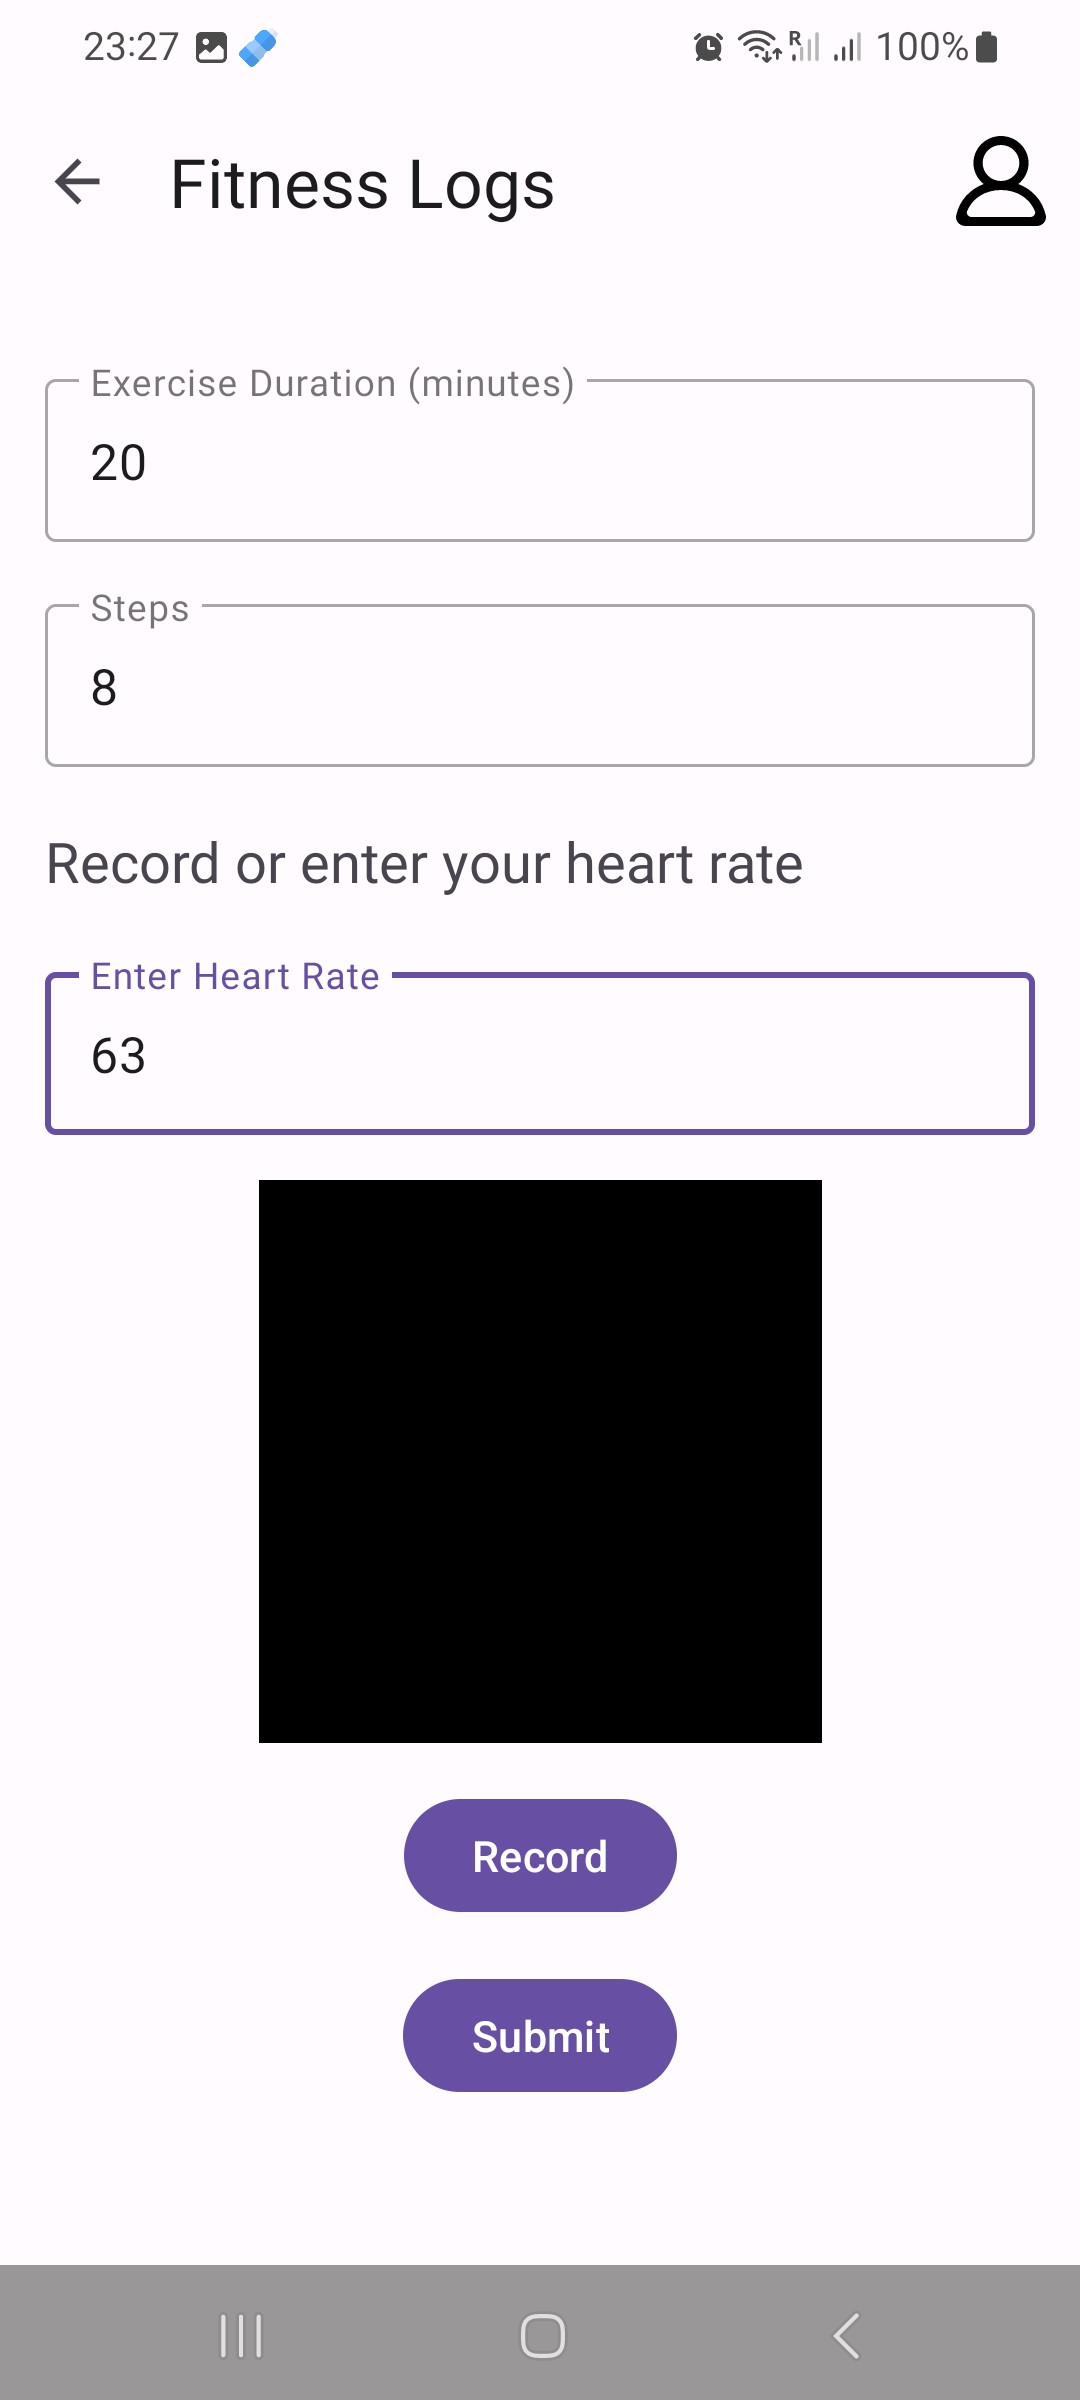 23:27 R 100%
Fitness Logs
Exercise Duration (minutes)
20
Steps
8
Record or enter your heart rate
Enter Heart Rate
63
Record
Submit